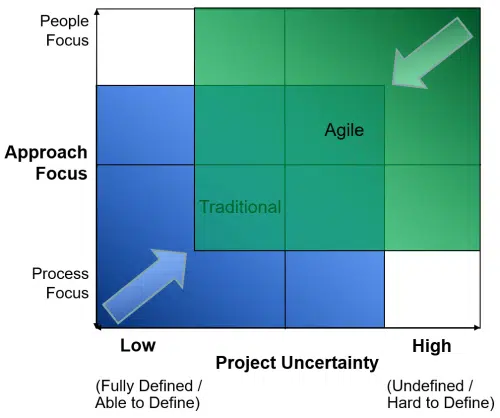 People
Focus
Agile
Approach
Focus
Traditional
Process
Focus
Low
High
Project Uncertainty
(Fully Defined /
Able to Define)
(Undefined /
Hard to Define)